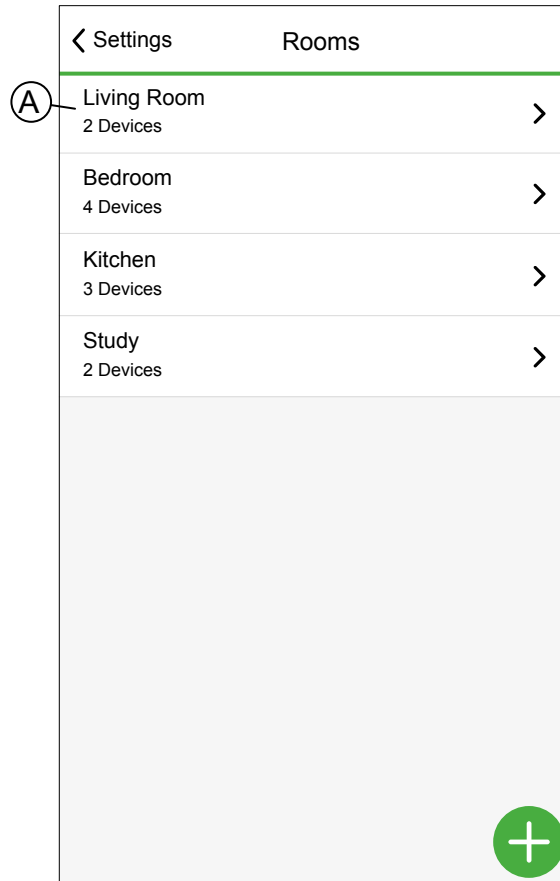 Settings
Rooms
A
Living Room
2 Devices
Bedroom
4 Devices
Kitchen
3 Devices
Study
2 Devices